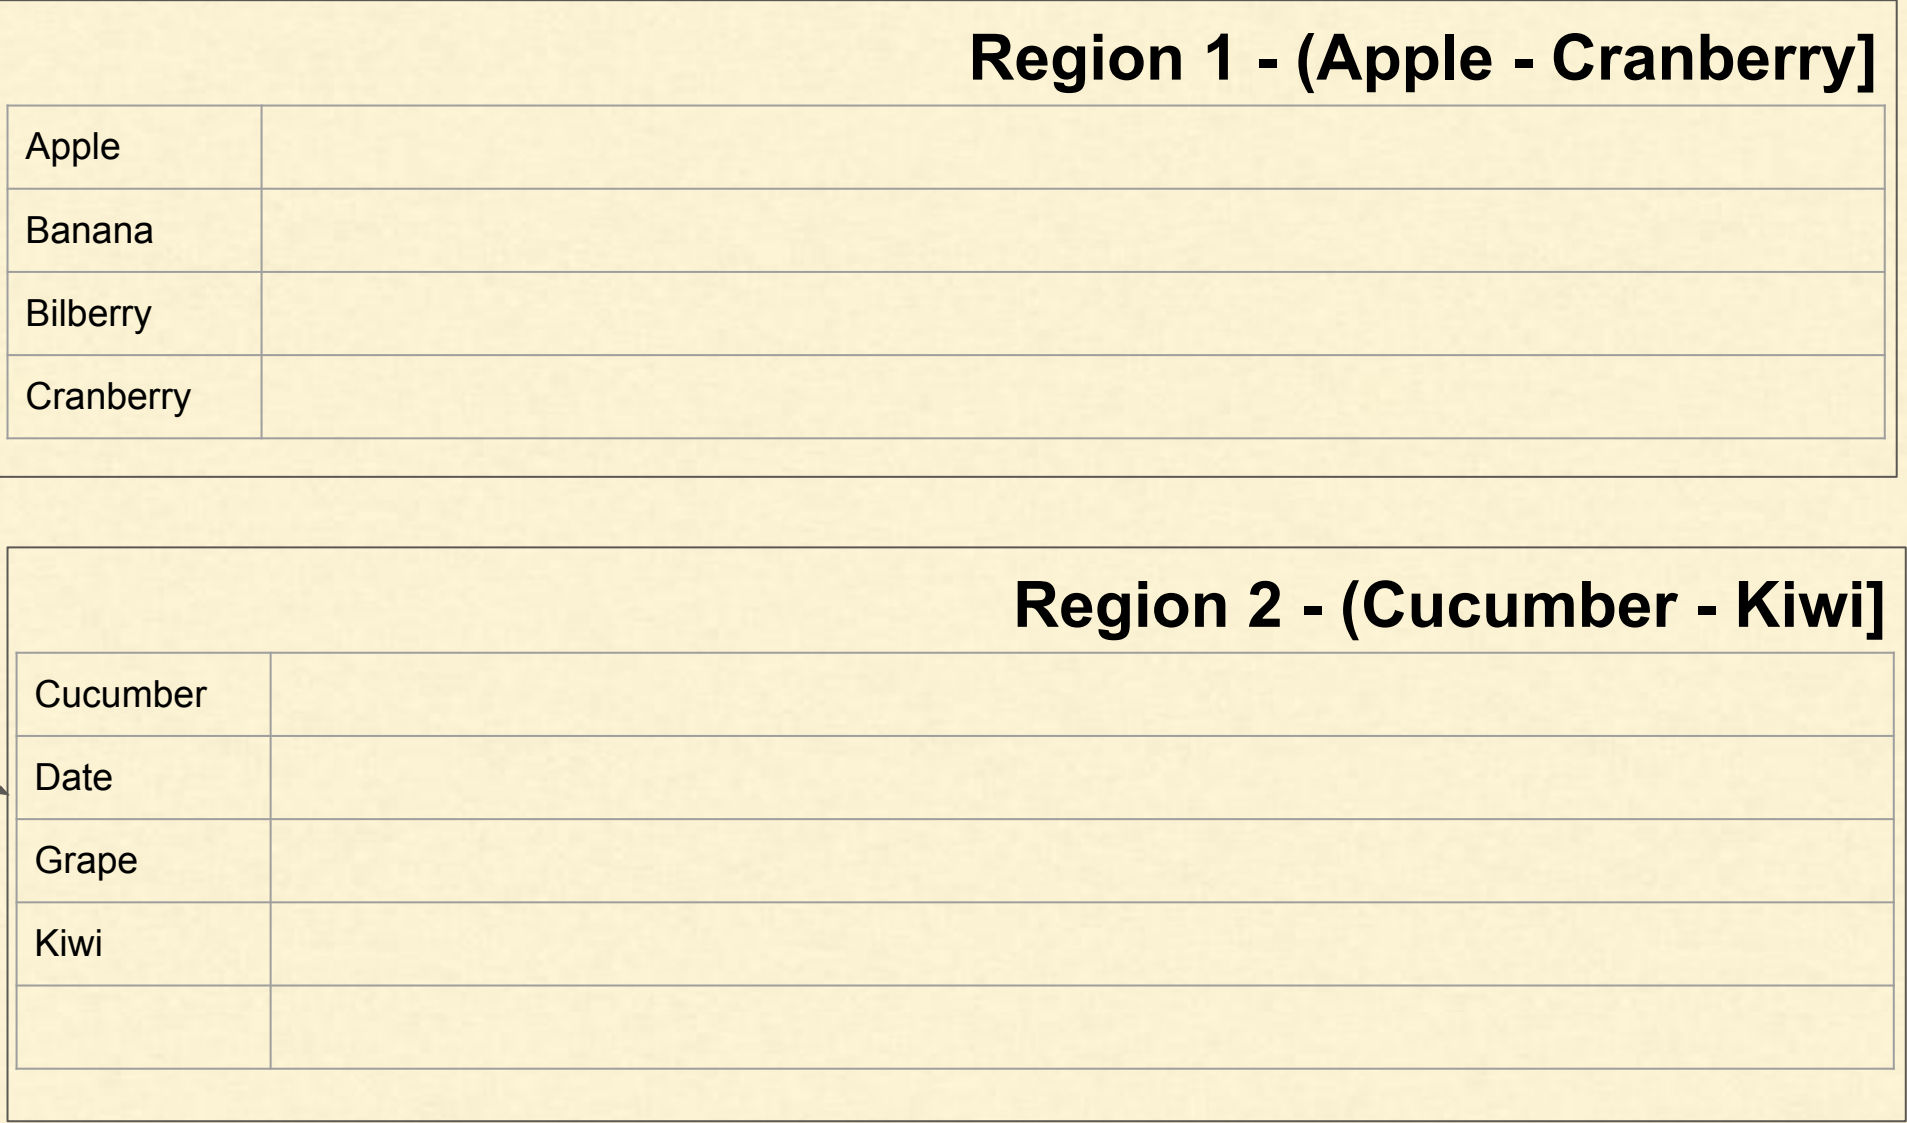 Region 1 - (Apple - Cranberry]
Apple
Banana
Bilberry
Cranberry
Region 2 - (Cucumber - Kiwi]
Cucumber
Date
Grape
Kiwi